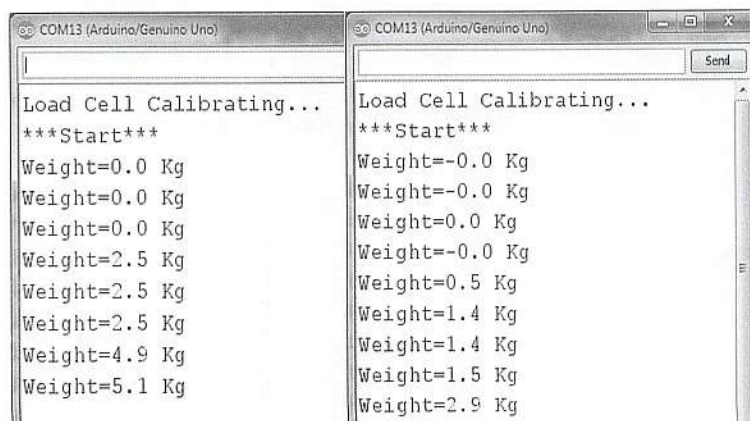 COM13 (Arduino/Genuino Uno)
Load Cell Calibrating...
***Start***
Weight=0.0 Kg
Weight=0.0 Kg
Weight=0.0 Kg
Weight=2.5 Kg
Weight=2.5 Kg
Weight=2.5 Kg
Weight=4.9 Kg
Weight=5.1 Kg
COM13 (Arduino/Genuino Uno)
Send
Load Cell Calibrating...
***Start***
Weight=-0.0 Kg
Weight=-0.0 Kg
Weight=0.0 Kg
Weight=-0.0 Kg
Weight=0.5 Kg
Weight=1.4 Kg
Weight=1.4 Kg
Weight=1.5 Kg
Weight=2.9 Kg